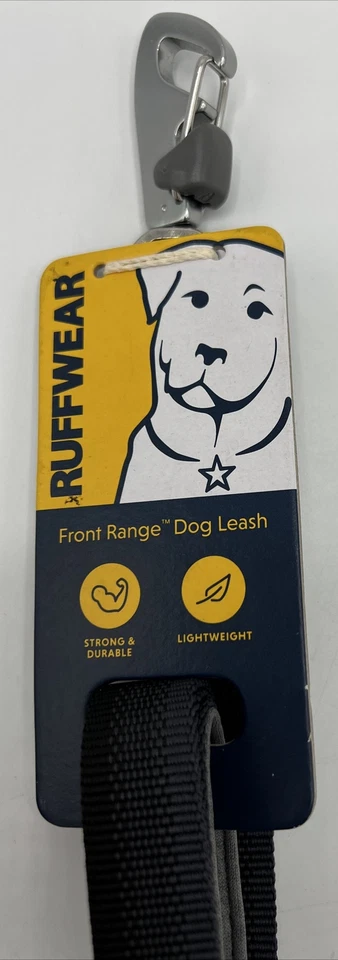 RUFFWEAR
Front Range™ Dog Leash
STRONG &
DURABLE
LIGHTWEIGHT